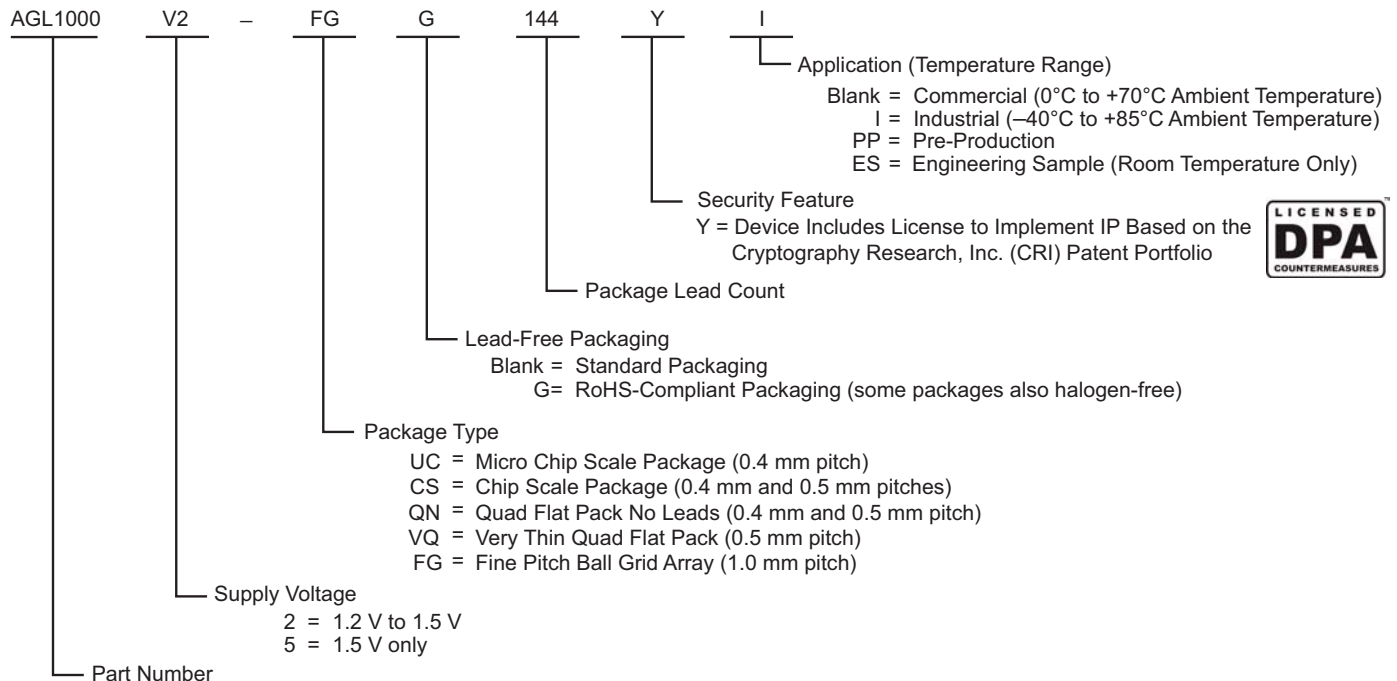 AGL1000 V2 – FG G 144 Y I
Application (Temperature Range)
Blank = Commercial (0°C to +70°C Ambient Temperature)
I = Industrial (–40°C to +85°C Ambient Temperature)
PP = Pre-Production
ES = Engineering Sample (Room Temperature Only)
Security Feature
Y = Device Includes License to Implement IP Based on the
Cryptography Research, Inc. (CRI) Patent Portfolio
LICENSED™
DPA
COUNTERMEASURES
Package Lead Count
Lead-Free Packaging
Blank = Standard Packaging
G= RoHS-Compliant Packaging (some packages also halogen-free)
Package Type
UC = Micro Chip Scale Package (0.4 mm pitch)
CS = Chip Scale Package (0.4 mm and 0.5 mm pitches)
QN = Quad Flat Pack No Leads (0.4 mm and 0.5 mm pitch)
VQ = Very Thin Quad Flat Pack (0.5 mm pitch)
FG = Fine Pitch Ball Grid Array (1.0 mm pitch)
Supply Voltage
2 = 1.2 V to 1.5 V
5 = 1.5 V only
Part Number